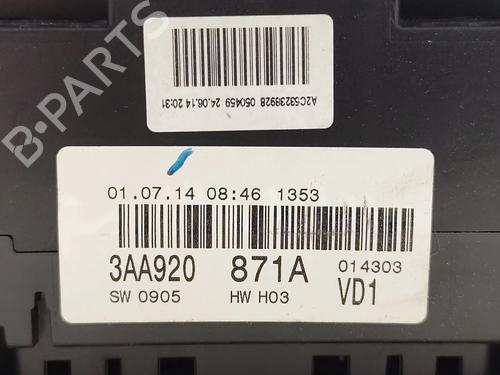 A2C53238928 050459 24.06.14 20:31
01.07.14 08:46 1353
3AA920 871A 014303
SW 0905 HW H03 VD1
B-PARTS